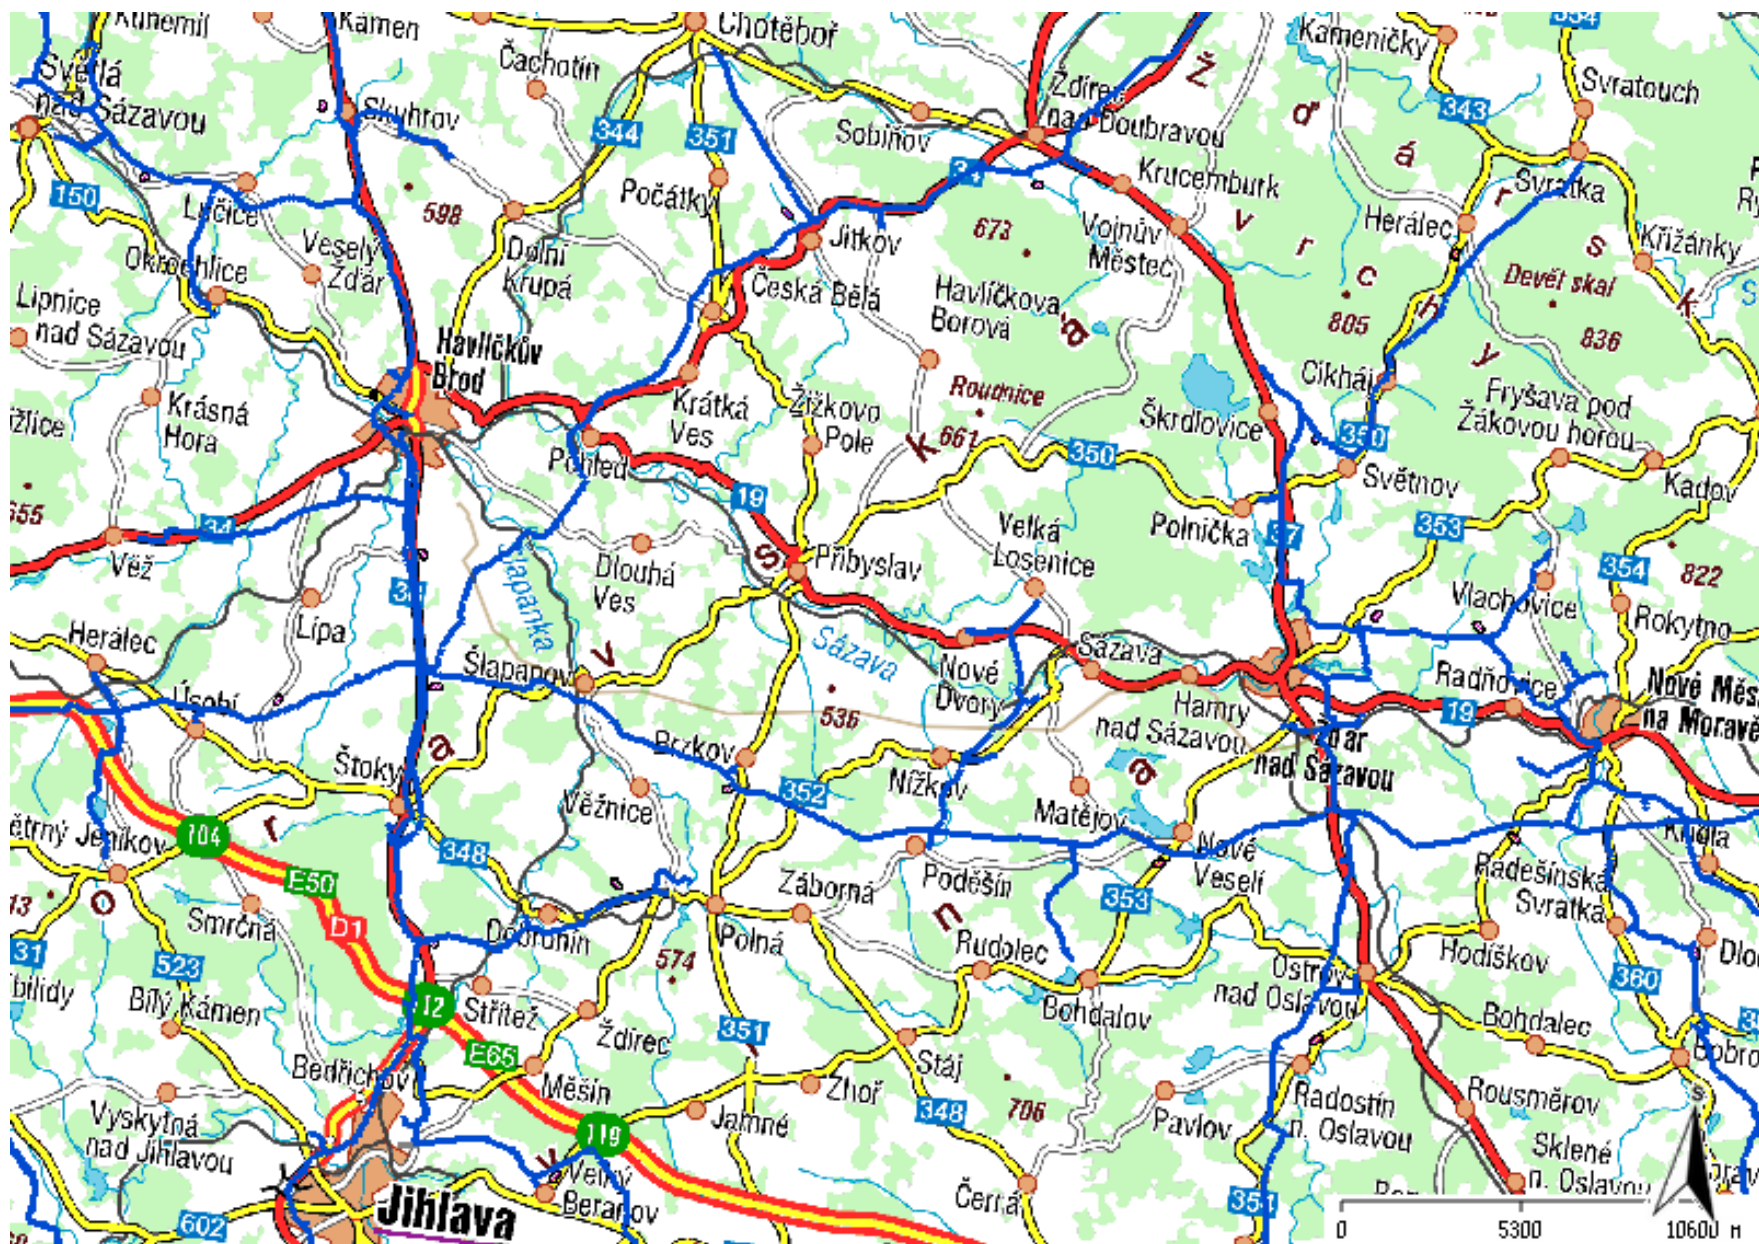 Kámen
Chotěboř
Kameničky
Světlá
nad Sázavou
Čachotín
Skuhrov
Sobíňov
Ždírec
nad Doubravou
Svratouch
344
351
343
34
150
Počátky
Krucemburk
Svratka
598
Lučice
Veselý
Žďár
Dolní
Krupá
Jitkov
673
Vojnův
Městec
Herálec
Křižánky
Okrouhlice
Česká Bělá
Havlíčkova
Borová
Devět skal
805
836
Lipnice
nad Sázavou
Havlíčkův
Brod
Cikháj
Krásná
Hora
Krátká
Ves
Žižkovo
Pole
Roudnice
661
Škrdlovice
Fryšava pod
Žákovou horou
350
350
Pohled
Světnov
Kadov
655
34
19
Polnička
37
353
Věž
Šlapanka
Dlouhá
Ves
Přibyslav
Velká
Losenice
354
822
Vlachovice
Rokytno
Herálec
Lípa
Sázava
Sázava
Šlapanov
Nové
Dvory
Radňovice
Úsobí
536
Hamry
nad Sázavou
19
Nové Měs
na Moravě
Brzkov
Žďár
nad Sázavou
Štoky
Věžnice
352
Nížkov
Matějov
104
348
Nové
Veselí
Radešínská
Svratka
E50
Záborná
Poděšín
353
Smrčná
D1
Dobronín
Polná
Rudolec
Hodíškov
31
523
574
360
Bílý Kámen
112
Střítež
Ždírec
351
Bohdalov
Ostrov
nad Oslavou
Bohdalec
E65
Bedřichov
Měšín
Zhoř
Stáj
348
706
Radostín
n. Oslavou
Rousměrov
Vyskytná
nad Jihlavou
119
Jamné
Pavlov
Sklené
n. Oslavou
602
Jihlava
Velký
Beranov
Černá
351
S
0 5300 10600 M